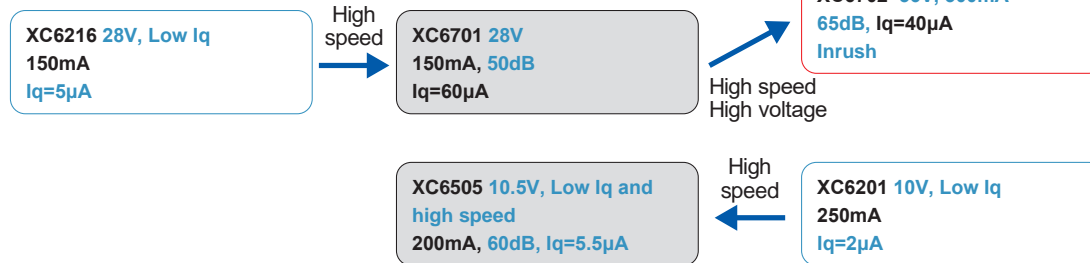 XC6216 28V, Low Iq
150mA
Iq=5µA
High
speed
XC6701 28V
150mA, 50dB
Iq=60µA
65dB, Iq=40µA
Inrush
High speed
High voltage
XC6505 10.5V, Low Iq and
high speed
200mA, 60dB, Iq=5.5µA
High
speed
XC6201 10V, Low Iq
250mA
Iq=2µA